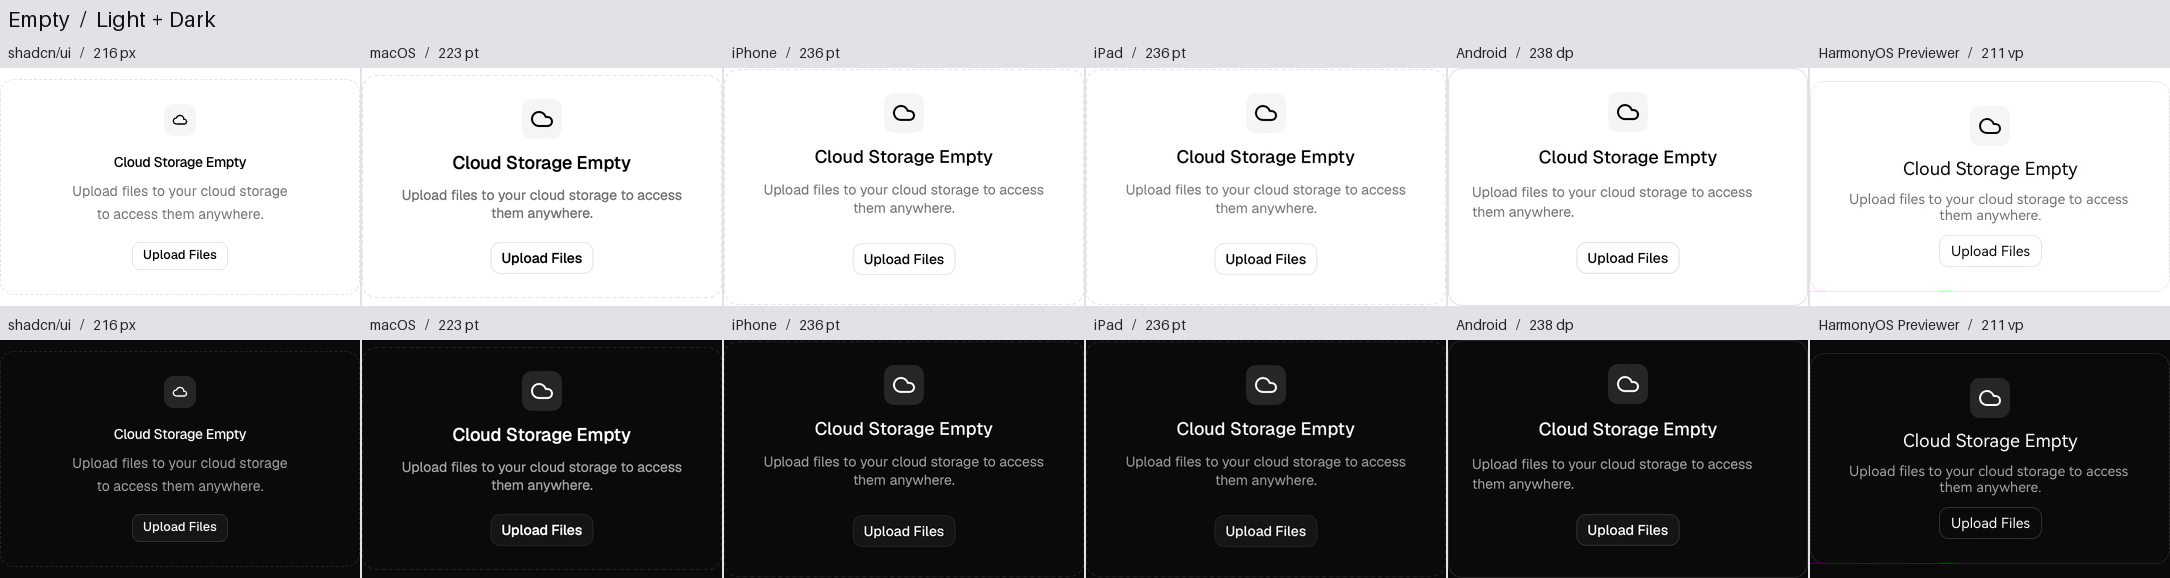 Empty / Light + Dark
shadcn/ui / 216 px
macOS / 223 pt
iPhone / 236 pt
iPad / 236 pt
Android / 238 dp
HarmonyOS Previewer / 211 vp
Cloud Storage Empty
Upload files to your cloud storage
to access them anywhere.
Upload Files
Cloud Storage Empty
Upload files to your cloud storage to access
them anywhere.
Upload Files
Cloud Storage Empty
Upload files to your cloud storage to access
them anywhere.
Upload Files
Cloud Storage Empty
Upload files to your cloud storage to access
them anywhere.
Upload Files
Cloud Storage Empty
Upload files to your cloud storage to access
them anywhere.
Upload Files
Cloud Storage Empty
Upload files to your cloud storage to access
them anywhere.
Upload Files
shadcn/ui / 216 px
macOS / 223 pt
iPhone / 236 pt
iPad / 236 pt
Android / 238 dp
HarmonyOS Previewer / 211 vp
Cloud Storage Empty
Upload files to your cloud storage
to access them anywhere.
Upload Files
Cloud Storage Empty
Upload files to your cloud storage to access
them anywhere.
Upload Files
Cloud Storage Empty
Upload files to your cloud storage to access
them anywhere.
Upload Files
Cloud Storage Empty
Upload files to your cloud storage to access
them anywhere.
Upload Files
Cloud Storage Empty
Upload files to your cloud storage to access
them anywhere.
Upload Files
Cloud Storage Empty
Upload files to your cloud storage to access
them anywhere.
Upload Files